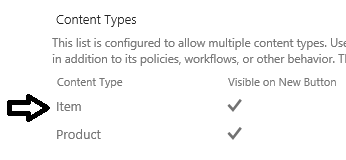 Content Types
This list is configured to allow multiple content types. Use
in addition to its policies, workflows, or other behavior. T
Content Type Visible on New Button
Item
Product